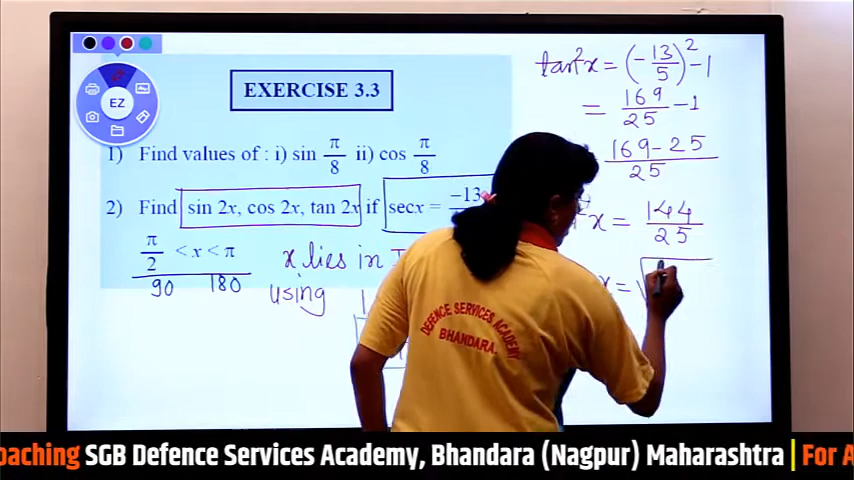 EZ
EXERCISE 3.3
1) Find values of : i) sin π/8 ii) cos π/8
2) Find sin 2x, cos 2x, tan 2x if secx = -13
π/2 < x < π
90 180
x lies in
using
tan²x = (-13/5)² -1
= 169/25 -1
169-25/25
²x = 144/25
x = √
DEFENCE SERVICES ACADEMY
BHANDARA.
oaching SGB Defence Services Academy, Bhandara (Nagpur) Maharashtra | For A